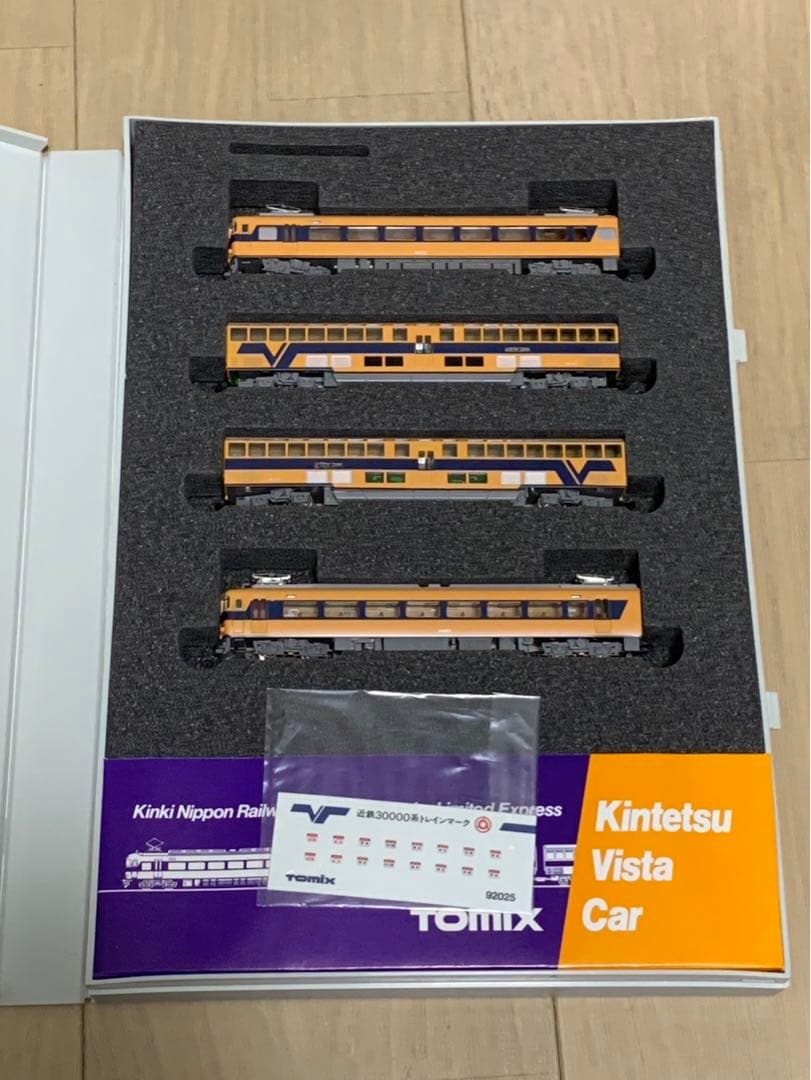 Kinki Nippon Railw
Limited Express
Kintetsu
Vista
Car
近鉄30000系トレインマーク
TOMIX
92025
TOMIX